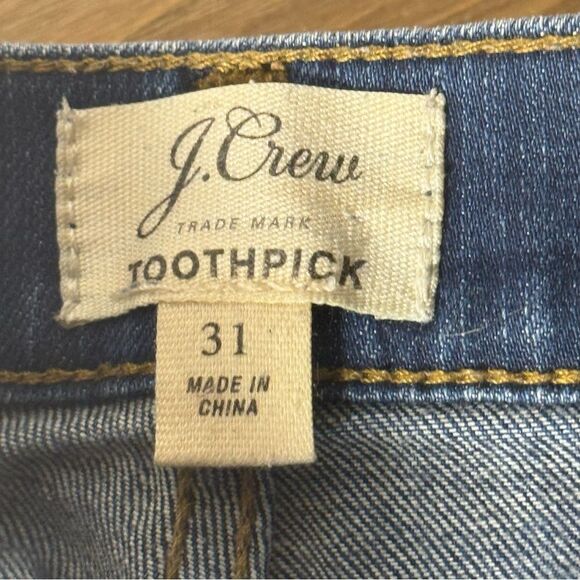 J.Crew
TRADE MARK
TOOTHPICK
31
MADE IN
CHINA